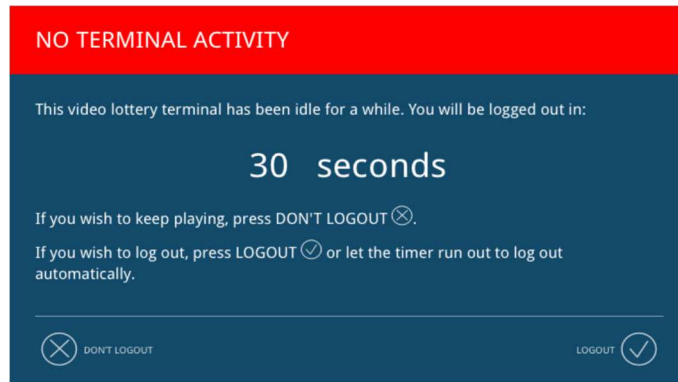 NO TERMINAL ACTIVITY
This video lottery terminal has been idle for a while. You will be logged out in:
30 seconds
If you wish to keep playing, press DON'T LOGOUT.
If you wish to log out, press LOGOUT or let the timer run out to log out
automatically.
DON'T LOGOUT
LOGOUT